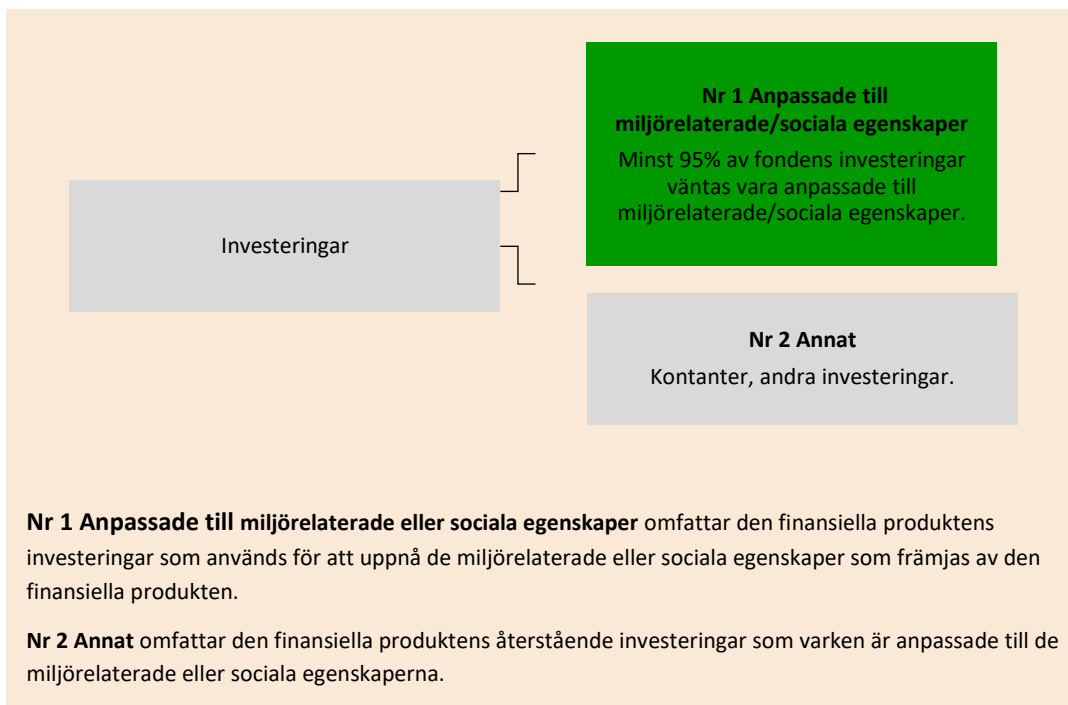 Nr 1 Anpassade till
miljörelaterade/sociala egenskaper
Minst 95% av fondens investeringar
väntas vara anpassade till
miljörelaterade/sociala egenskaper.
Investeringar
Nr 2 Annat
Kontanter, andra investeringar.
Nr 1 Anpassade till miljörelaterade eller sociala egenskaper omfattar den finansiella produktens
investeringar som används för att uppnå de miljörelaterade eller sociala egenskaper som främjas av den
finansiella produkten.
Nr 2 Annat omfattar den finansiella produktens återstående investeringar som varken är anpassade till de
miljörelaterade eller sociala egenskaperna.